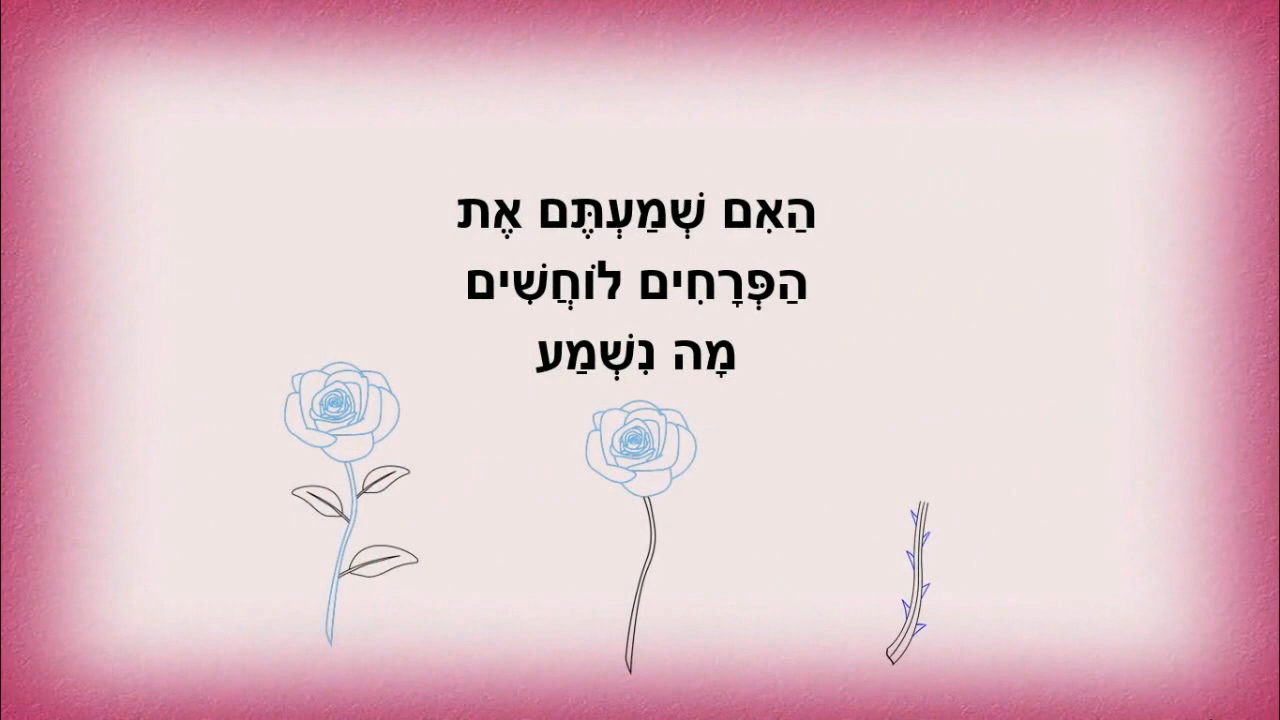 הַאִם שְׁמַעְתֶּם אֶת
הַפְּרָחִים לוֹחֲשִׁים
מָה נִשְׁמַע